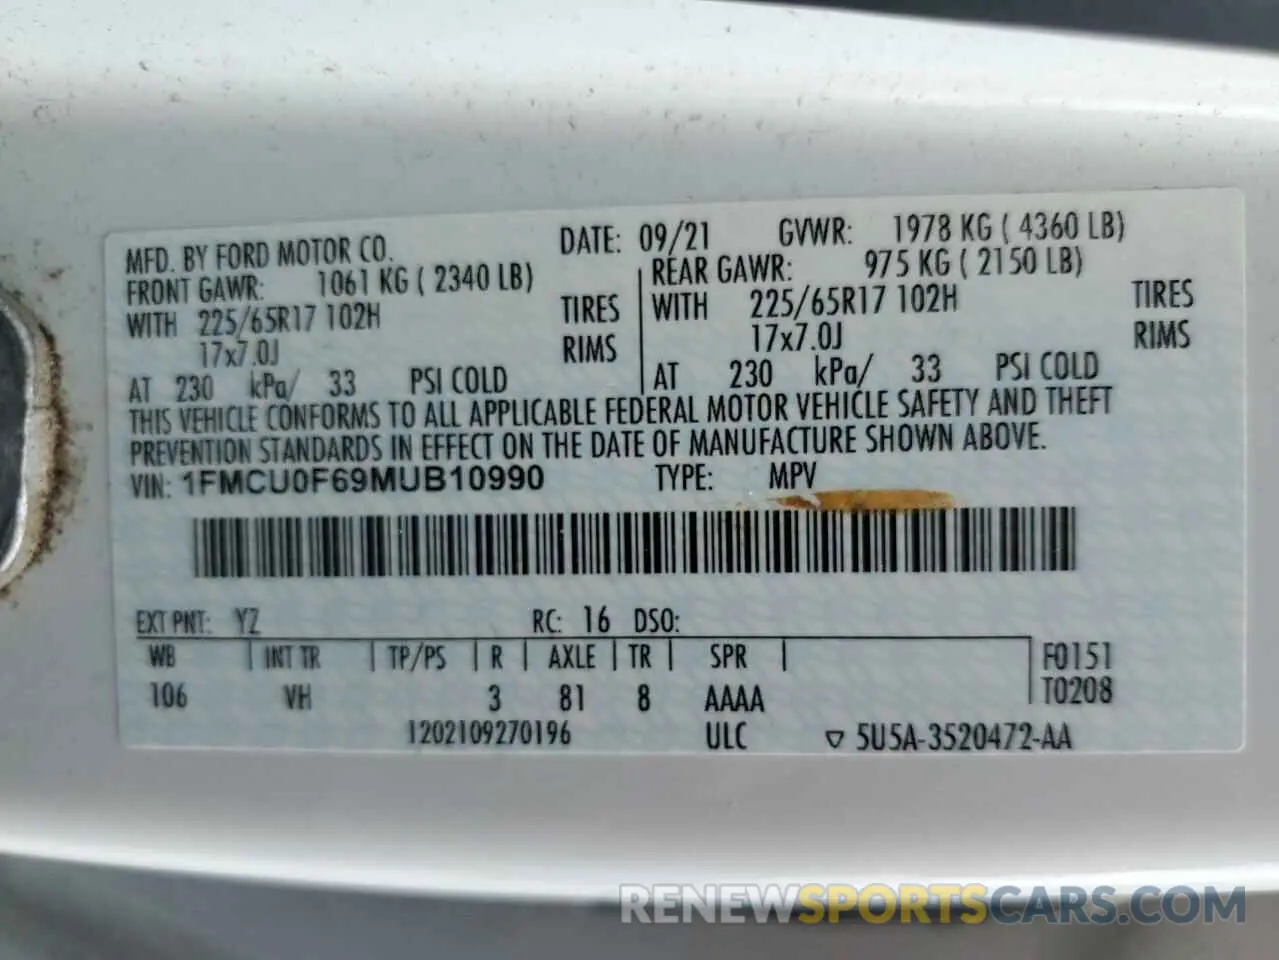 MFD. BY FORD MOTOR CO. DATE: 09/21 GVWR: 1978 KG ( 4360 LB)
FRONT GAWR: 1061 KG ( 2340 LB) REAR GAWR: 975 KG ( 2150 LB)
WITH 225/65R17 102H TIRES WITH 225/65R17 102H TIRES
17x7.0J RIMS 17x7.0J RIMS
AT 230 kPa/ 33 PSI COLD AT 230 kPa/ 33 PSI COLD
THIS VEHICLE CONFORMS TO ALL APPLICABLE FEDERAL MOTOR VEHICLE SAFETY AND THEFT
PREVENTION STANDARDS IN EFFECT ON THE DATE OF MANUFACTURE SHOWN ABOVE.
VIN: 1FMCU0F69MUB10990 TYPE: MPV
EXT PNT: YZ RC: 16 DSO:
WB INT TR TP/PS R AXLE TR SPR F0151
106 VH 3 81 8 AAAA T0208
1202109270196 ULC ▽ 5U5A-3520472-AA
RENEWSPORTSCARS.COM